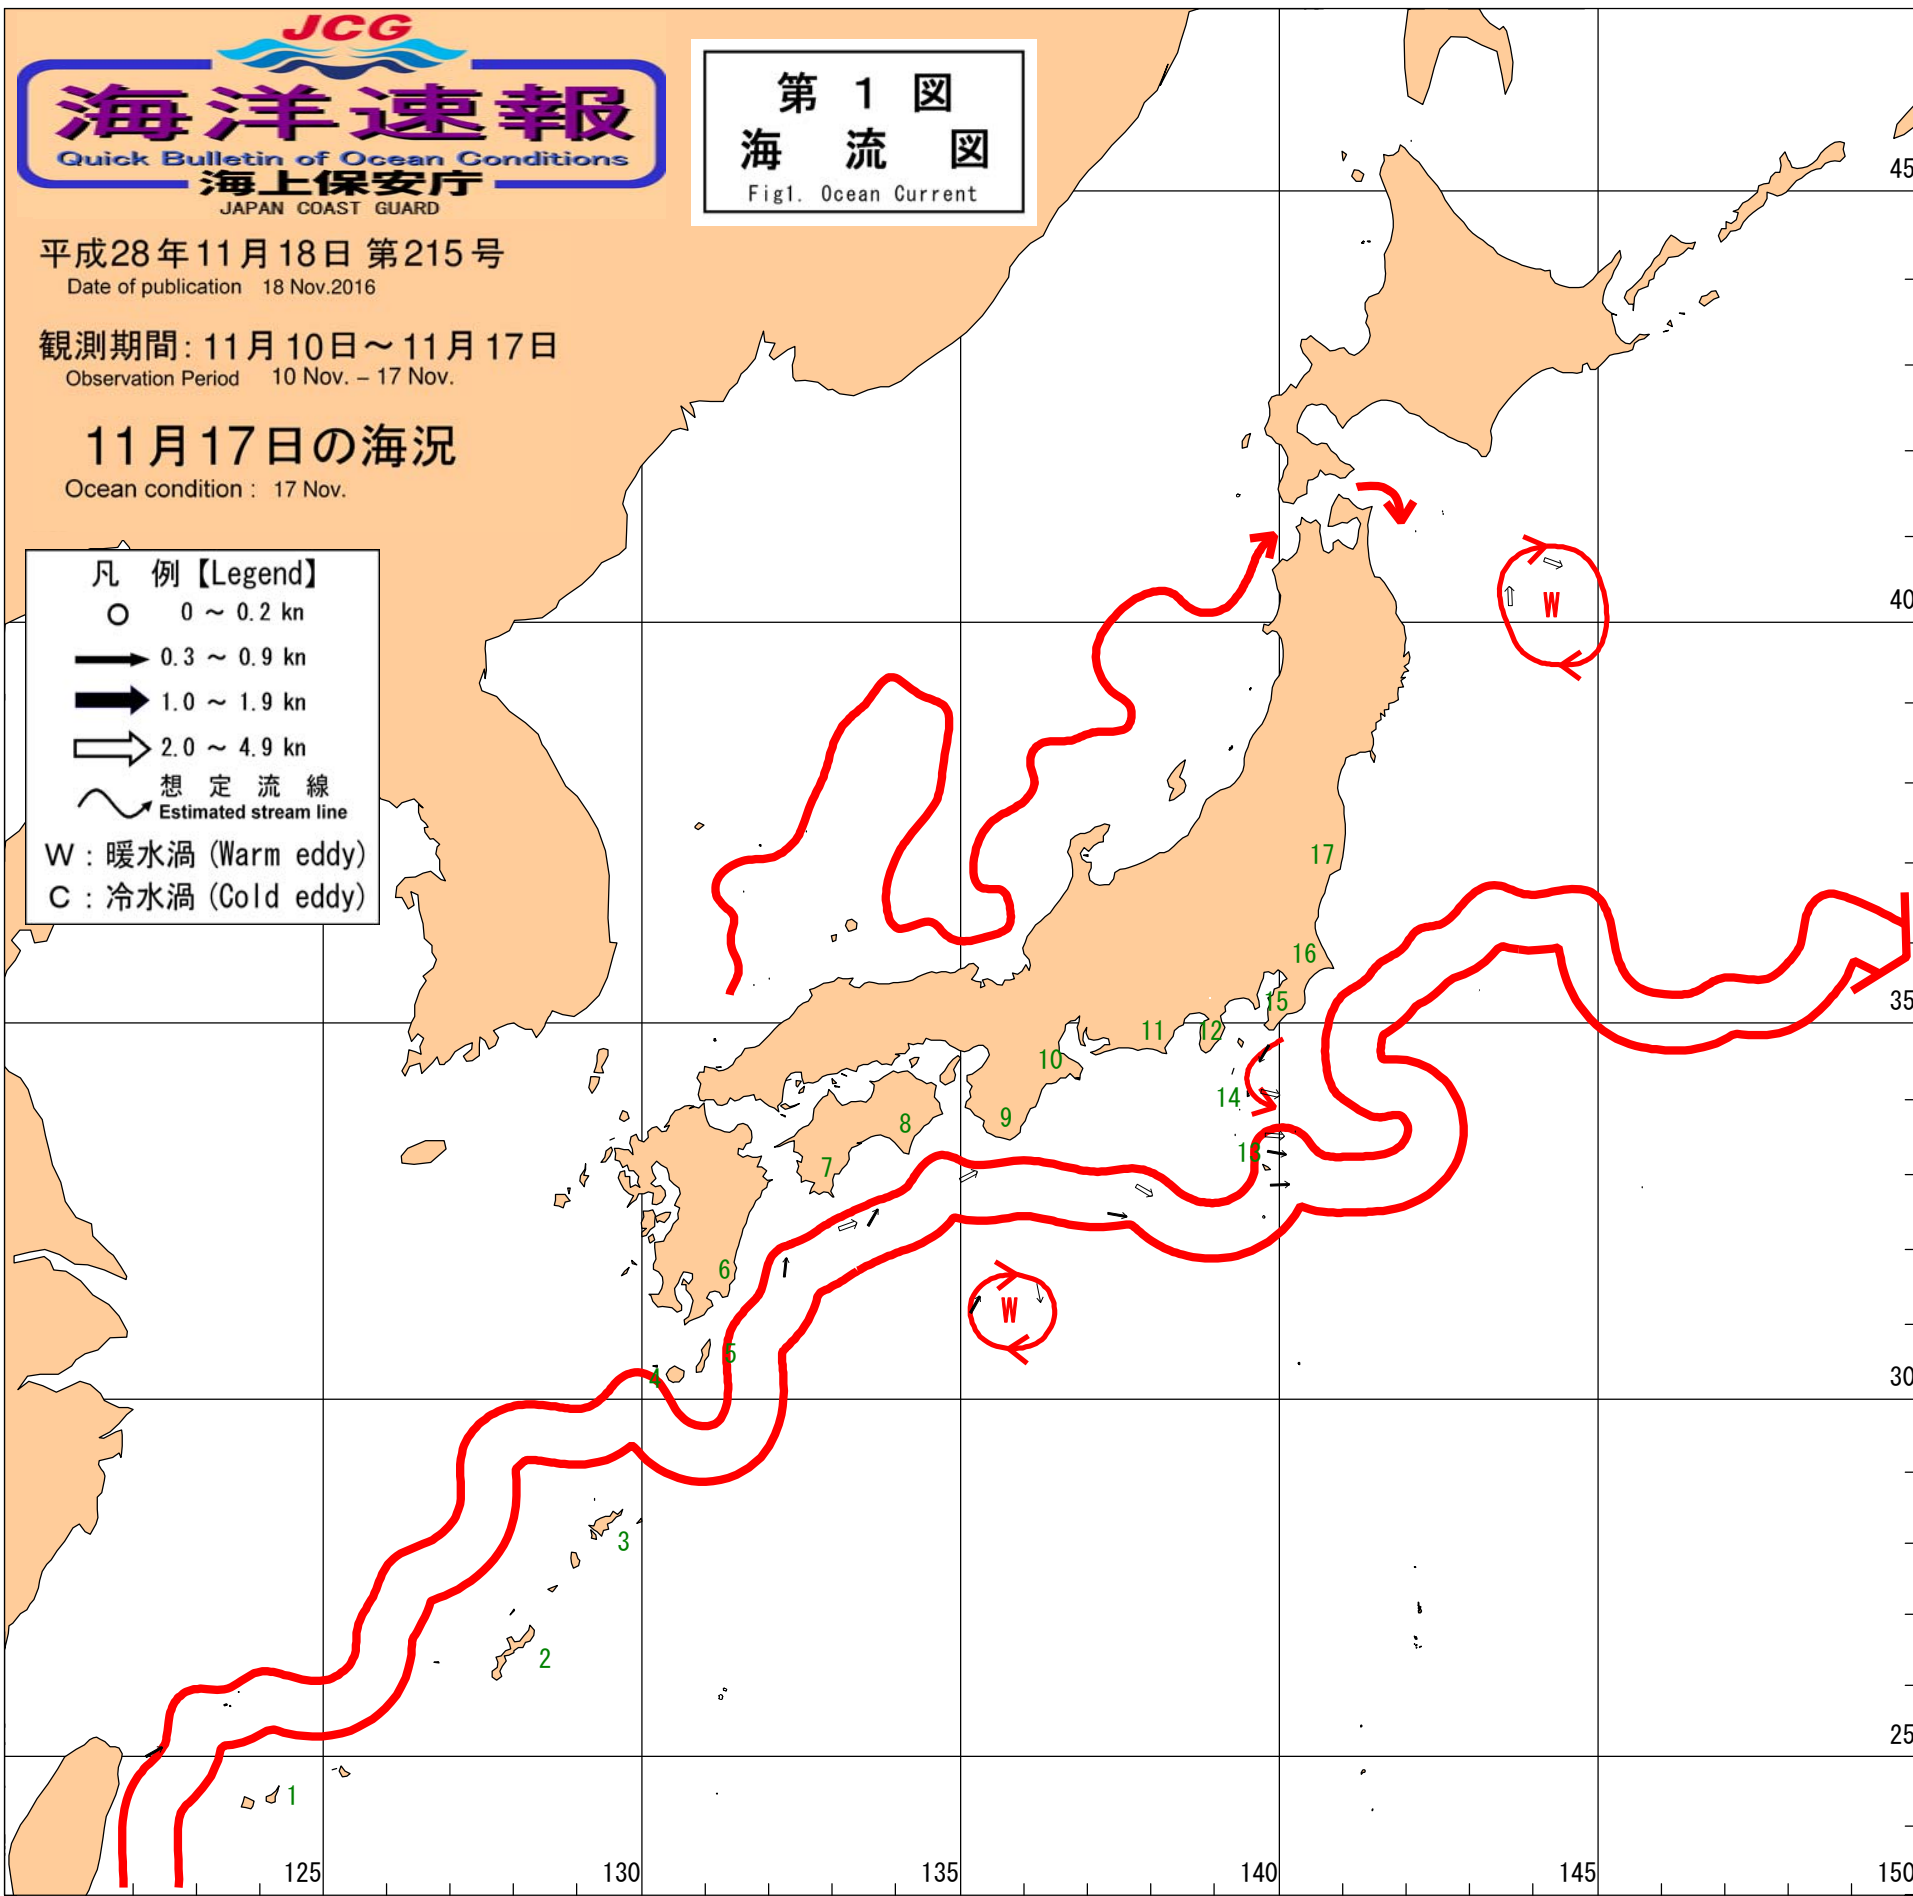 JCG
海洋速報
Quick Bulletin of Ocean Conditions
海上保安庁
JAPAN COAST GUARD
第 1 図
海 流 図
Fig1. Ocean Current
平成28年11月18日 第215号
Date of publication 18 Nov.2016
観測期間: 11月10日～11月17日
Observation Period 10 Nov. – 17 Nov.
11月17日の海況
Ocean condition : 17 Nov.
凡 例【Legend】
0 ～ 0.2 kn
0.3 ～ 0.9 kn
1.0 ～ 1.9 kn
2.0 ～ 4.9 kn
想 定 流 線
Estimated stream line
W : 暖水渦 (Warm eddy)
C : 冷水渦 (Cold eddy)
45
40
W
17
16
35
15
12
11
10
14
9
8
13
7
6
W
5
4
30
3
2
25
1
125
130
135
140
145
150